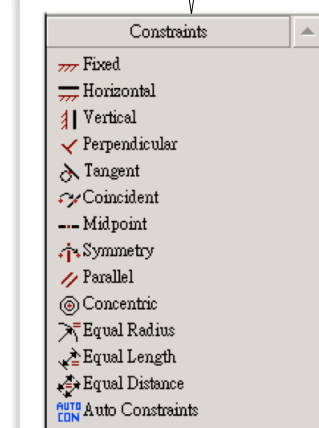 Constraints
Fixed
Horizontal
Vertical
Perpendicular
Tangent
Coincident
Midpoint
Symmetry
Parallel
Concentric
Equal Radius
Equal Length
Equal Distance
AUTO CON Auto Constraints